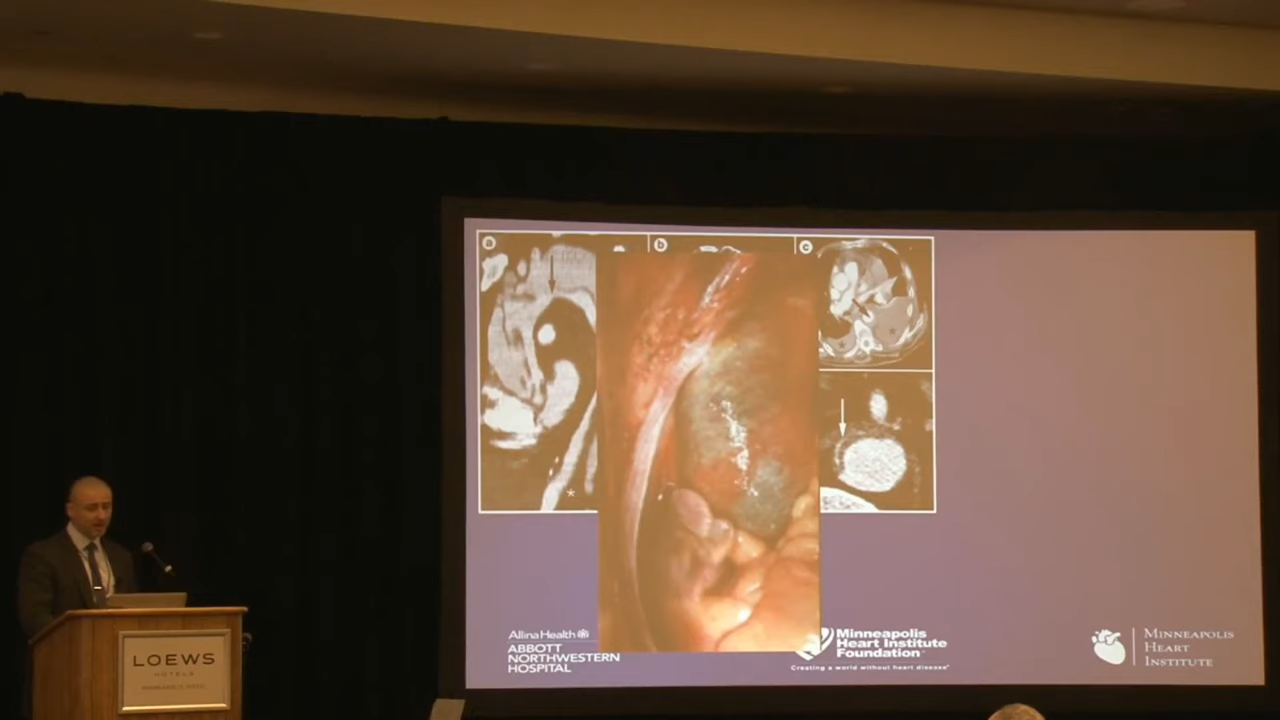 a
b
c
*
Allina Health
ABBOTT
NORTHWESTERN
HOSPITAL
Minneapolis
Heart Institute
Foundation
Creating a world without heart disease
MINNEAPOLIS
HEART
INSTITUTE
LOEWS
HOTELS